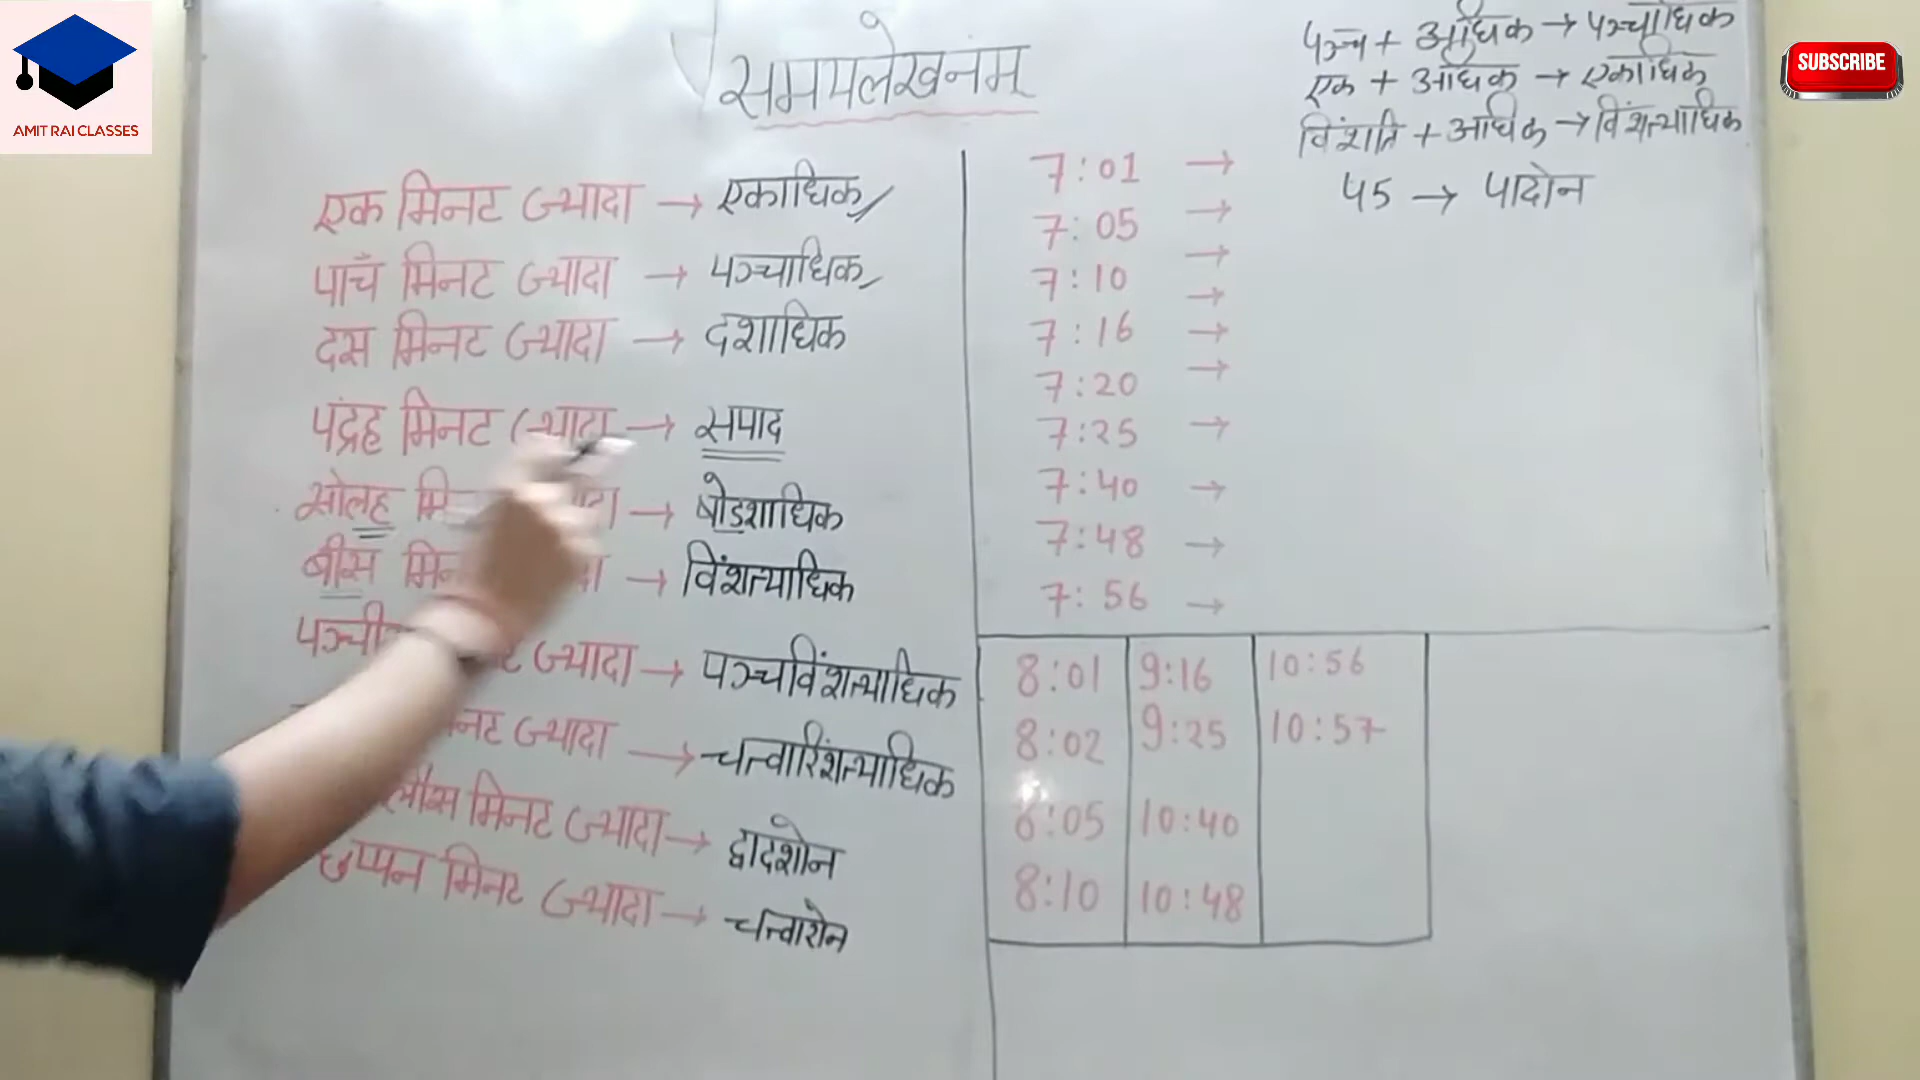 AMIT RAI CLASSES
SUBSCRIBE
समयलेखनंम्
पञ्च + अधिक → पञ्चाधिक
एक + अधिक → एकाधिक
विंशति + अधिक → विंशत्याधिक
45 → पादोन
एक मिनट ज्यादा → एकाधिक
पाचँ मिनट ज्यादा → पञ्चाधिक
दस मिनट ज्यादा → दशाधिक
पंद्रह मिनट ज्यादा → सपाद
सोलह → षोडशाधिक
बीस → विंशत्याधिक
ज्यादा → पञ्चविंशत्याधिक
ज्यादा → चत्वारिंशत्याधिक
मिनट ज्यादा → द्वादशोन
छप्पन मिनट ज्यादा → चत्वारोन
7:01 →
7:05 →
7:10 →
7:16 →
7:20 →
7:25 →
7:40 →
7:48 →
7:56 →
8:01 9:16 10:56
8:02 9:25 10:57
8:05 10:40
8:10 10:48